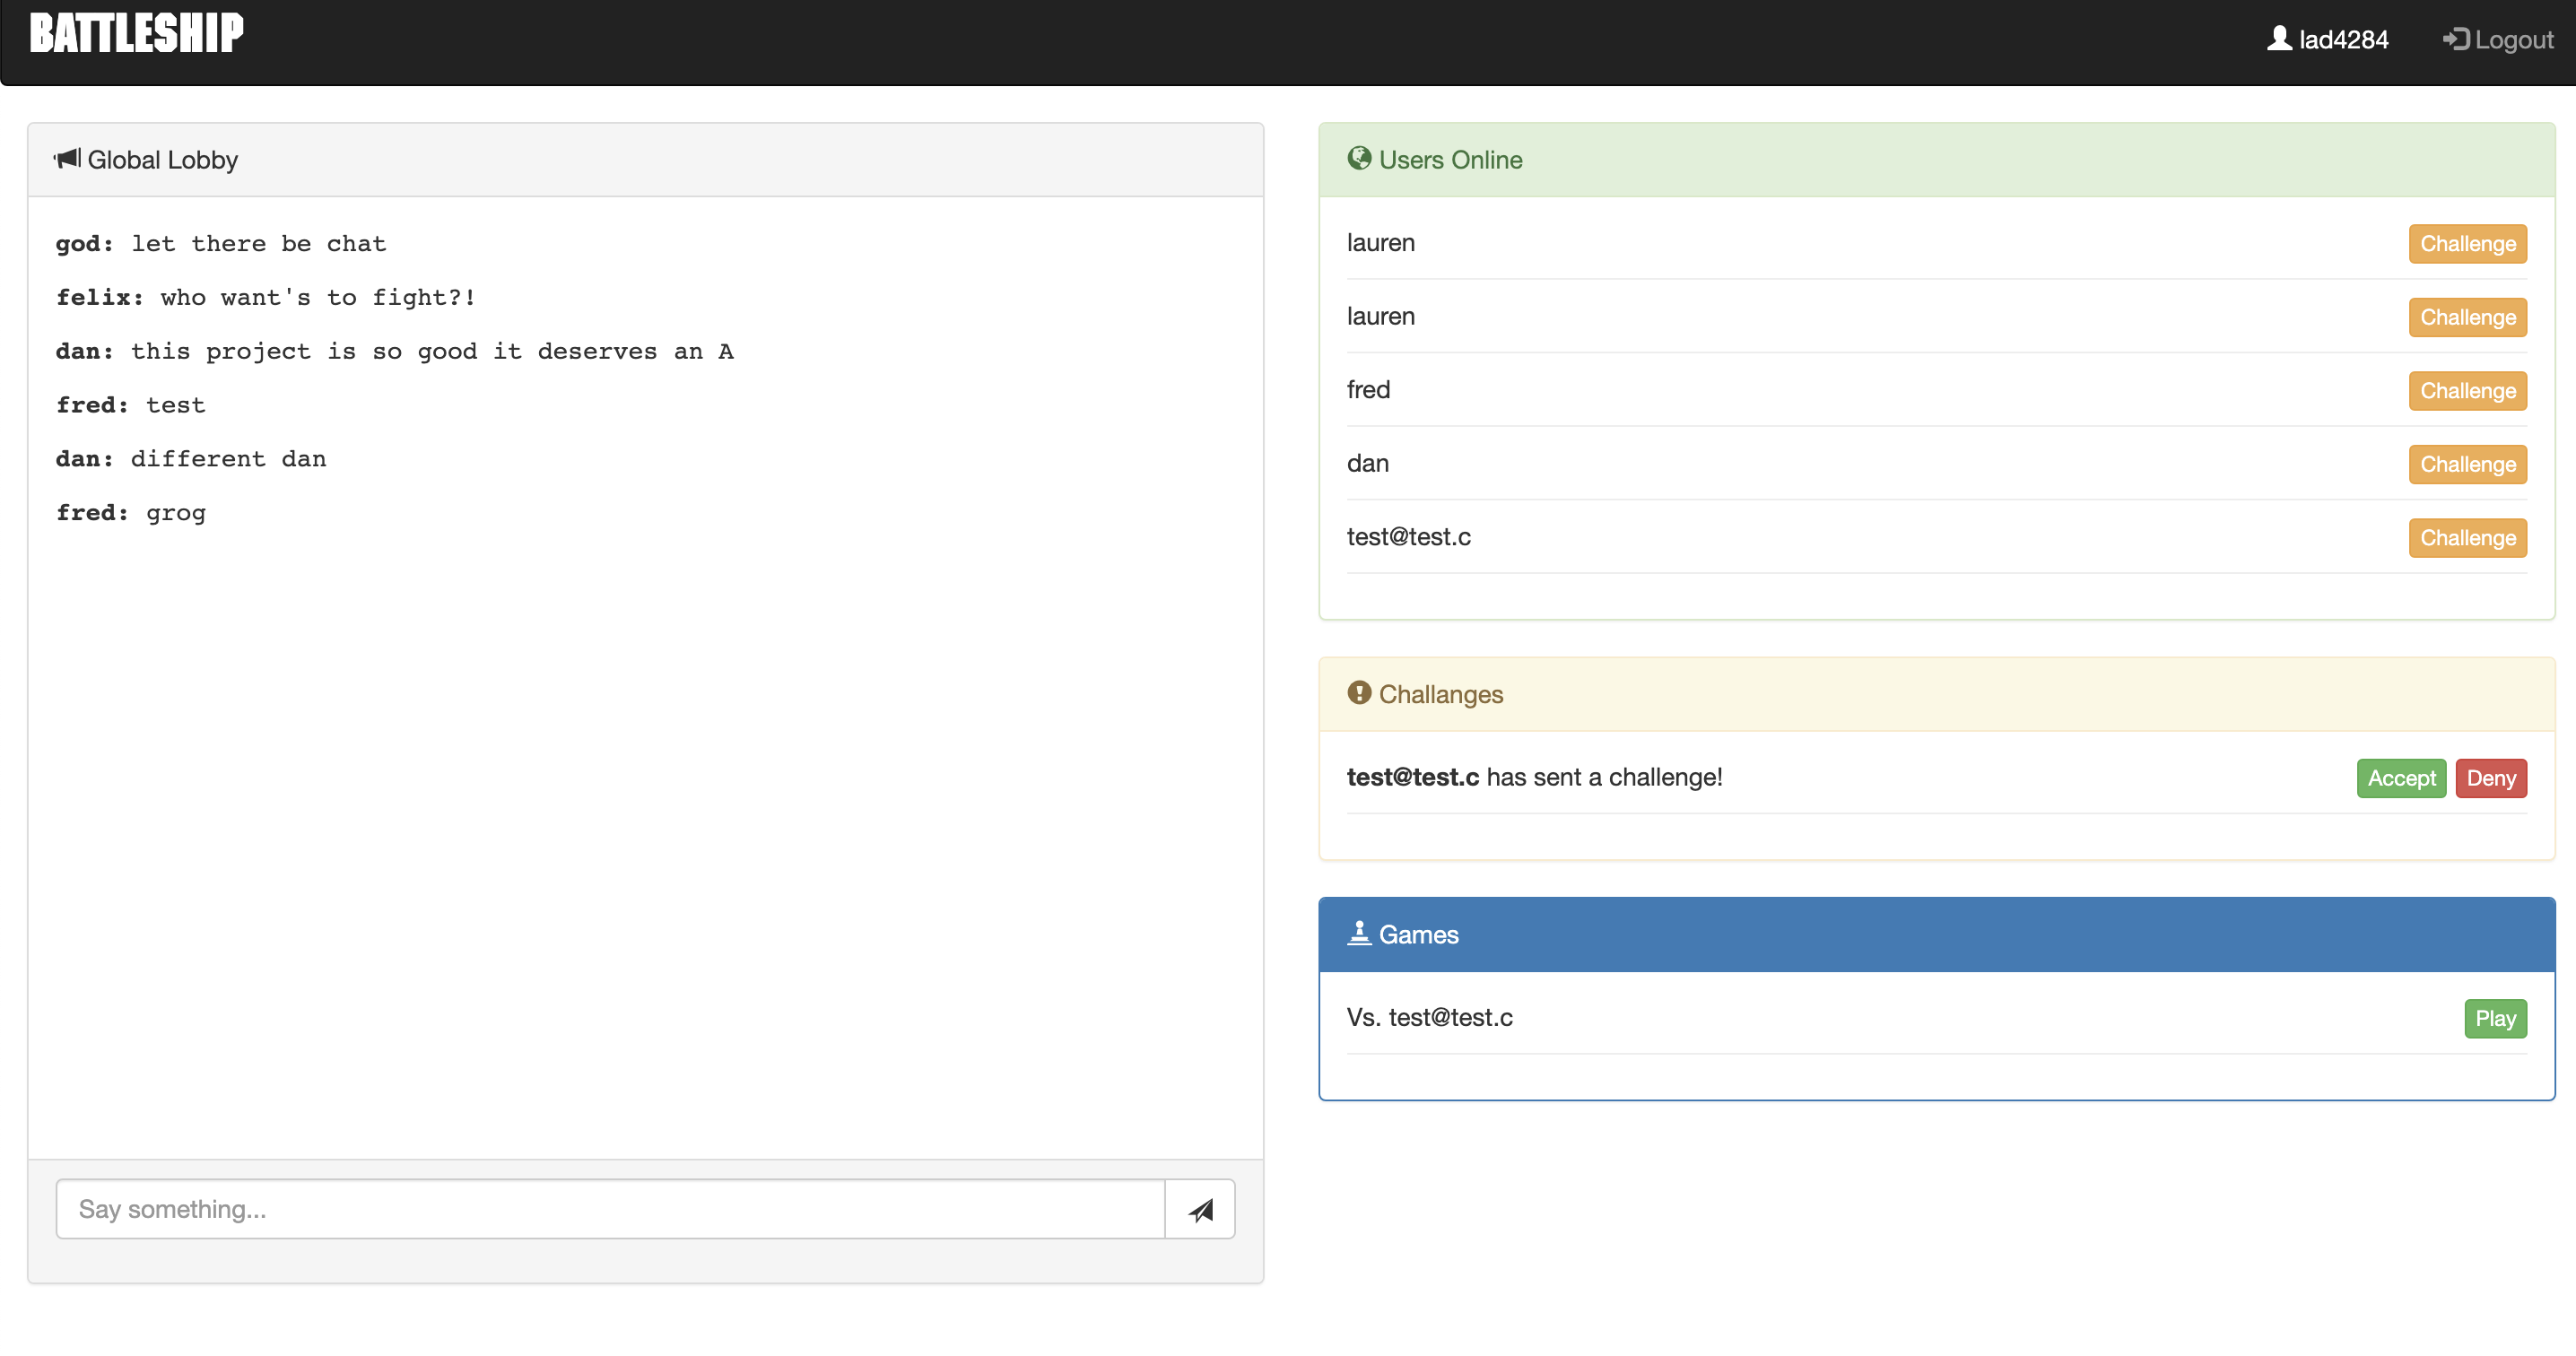 BATTLESHIP
lad4284 Logout
Global Lobby
god: let there be chat
felix: who want's to fight?!
dan: this project is so good it deserves an A
fred: test
dan: different dan
fred: grog
Say something...
Users Online
lauren Challenge
lauren Challenge
fred Challenge
dan Challenge
test@test.c Challenge
Challanges
test@test.c has sent a challenge! Accept Deny
Games
Vs. test@test.c Play